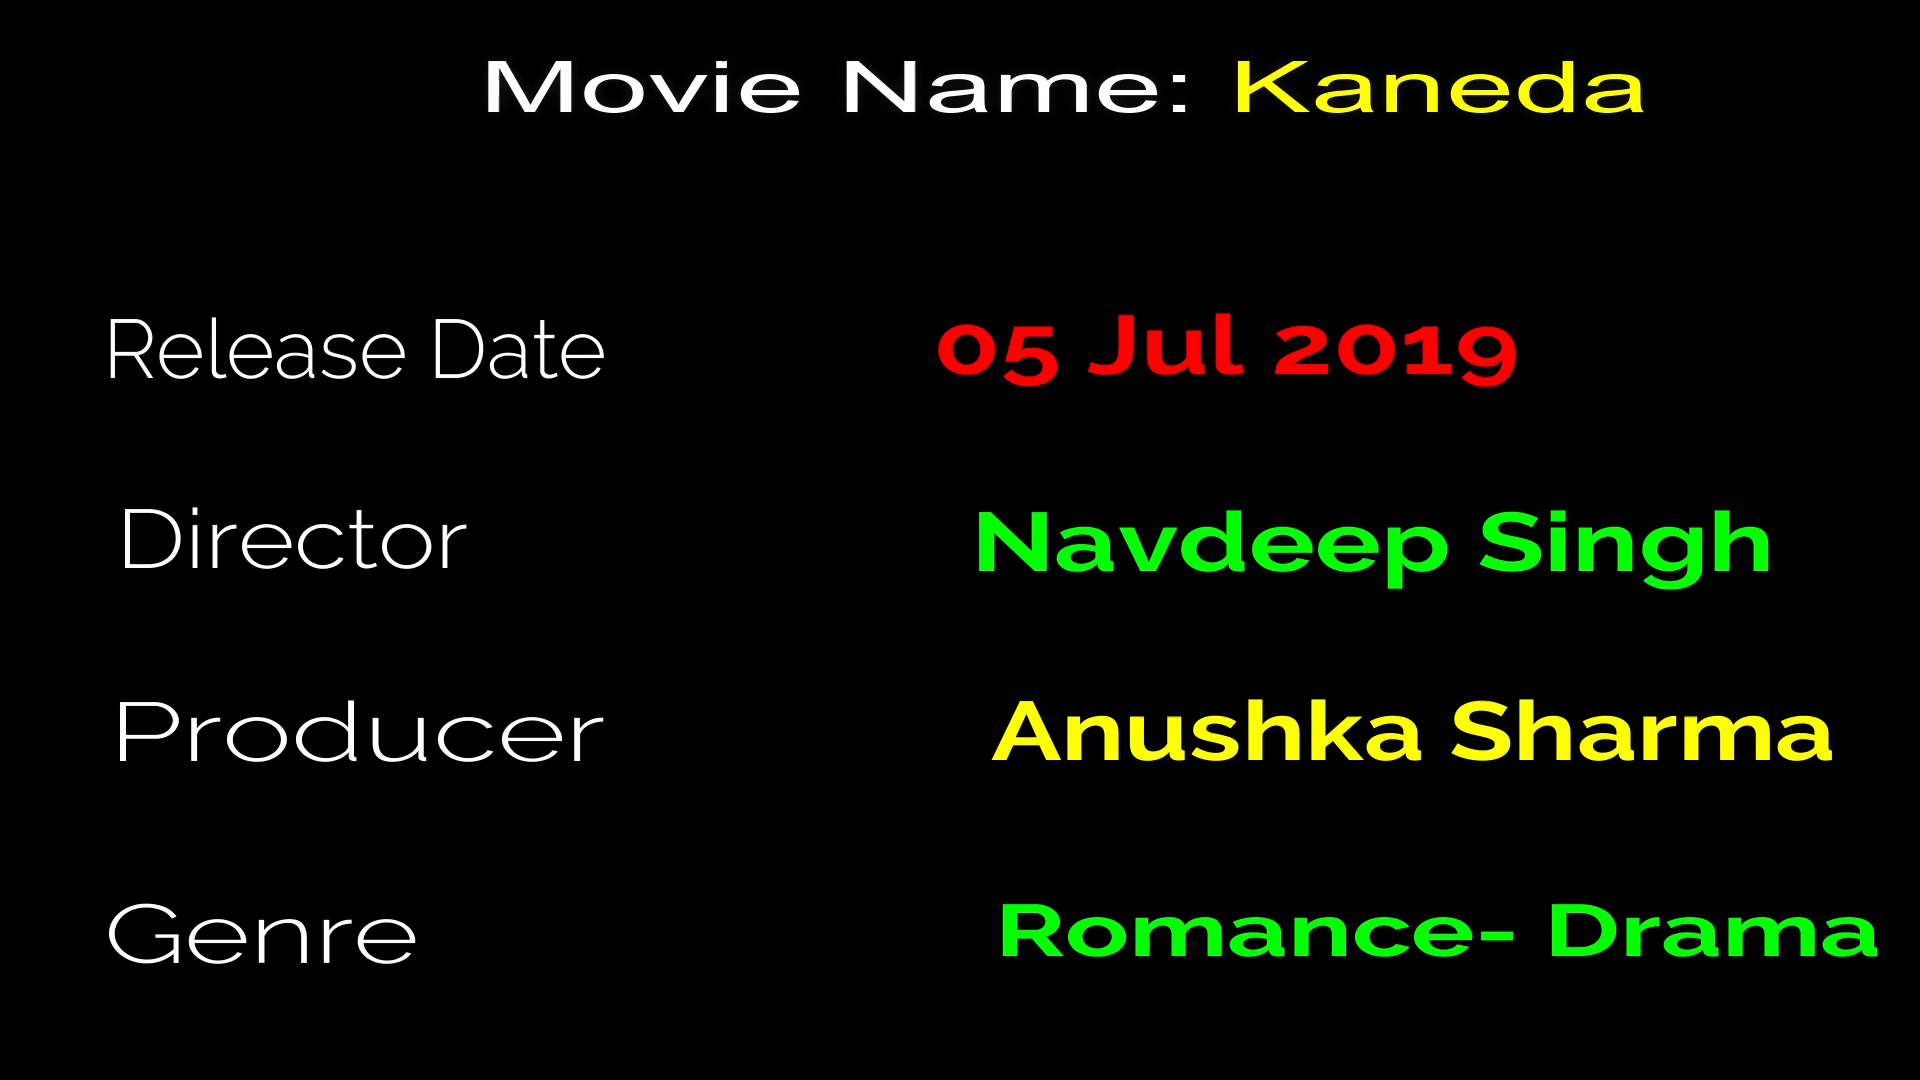 Movie Name: Kaneda
Release Date 05 Jul 2019
Director Navdeep Singh
Producer Anushka Sharma
Genre Romance- Drama